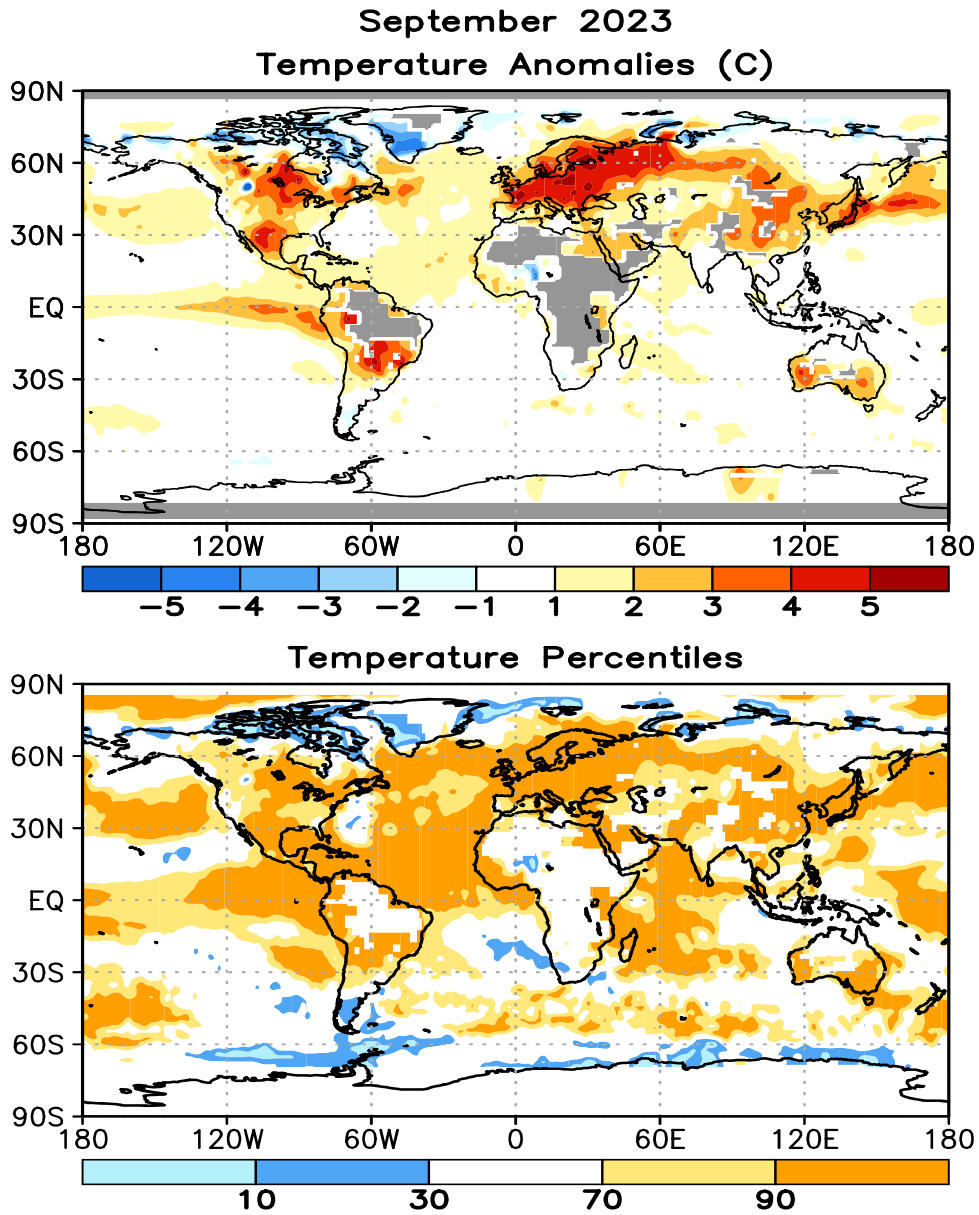 September 2023
Temperature Anomalies (C)
90N
60N
30N
EQ
30S
60S
90S
180 120W 60W 0 60E 120E 180
−5 −4 −3 −2 −1 1 2 3 4 5
Temperature Percentiles
90N
60N
30N
EQ
30S
60S
90S
180 120W 60W 0 60E 120E 180
10 30 70 90